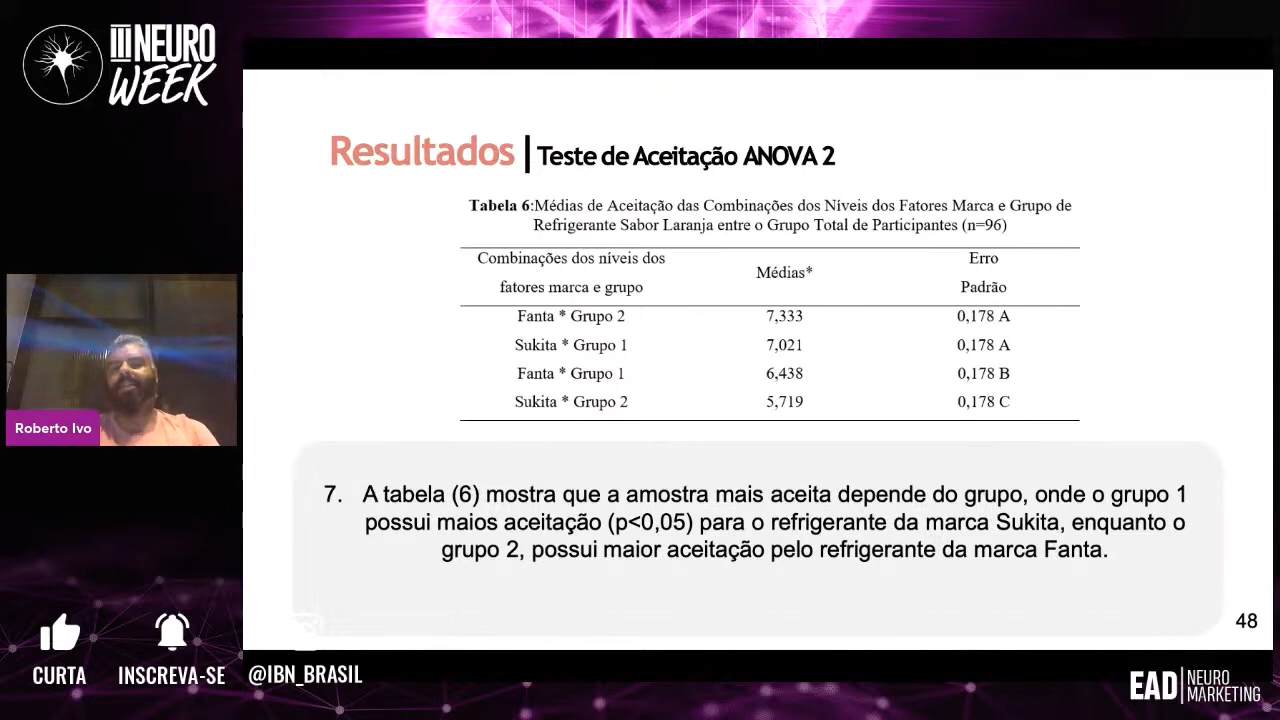 III NEURO
WEEK
Resultados | Teste de Aceitação ANOVA 2
Tabela 6:Médias de Aceitação das Combinações dos Níveis dos Fatores Marca e Grupo de
Refrigerante Sabor Laranja entre o Grupo Total de Participantes (n=96)
Combinações dos níveis dos
fatores marca e grupo
Médias*
Erro
Padrão
Fanta * Grupo 2 7,333 0,178 A
Sukita * Grupo 1 7,021 0,178 A
Fanta * Grupo 1 6,438 0,178 B
Sukita * Grupo 2 5,719 0,178 C
Roberto Ivo
7. A tabela (6) mostra que a amostra mais aceita depende do grupo, onde o grupo 1
possui maios aceitação (p<0,05) para o refrigerante da marca Sukita, enquanto o
grupo 2, possui maior aceitação pelo refrigerante da marca Fanta.
48
CURTA
INSCREVA-SE
@IBN_BRASIL
EAD | NEURO
MARKETING